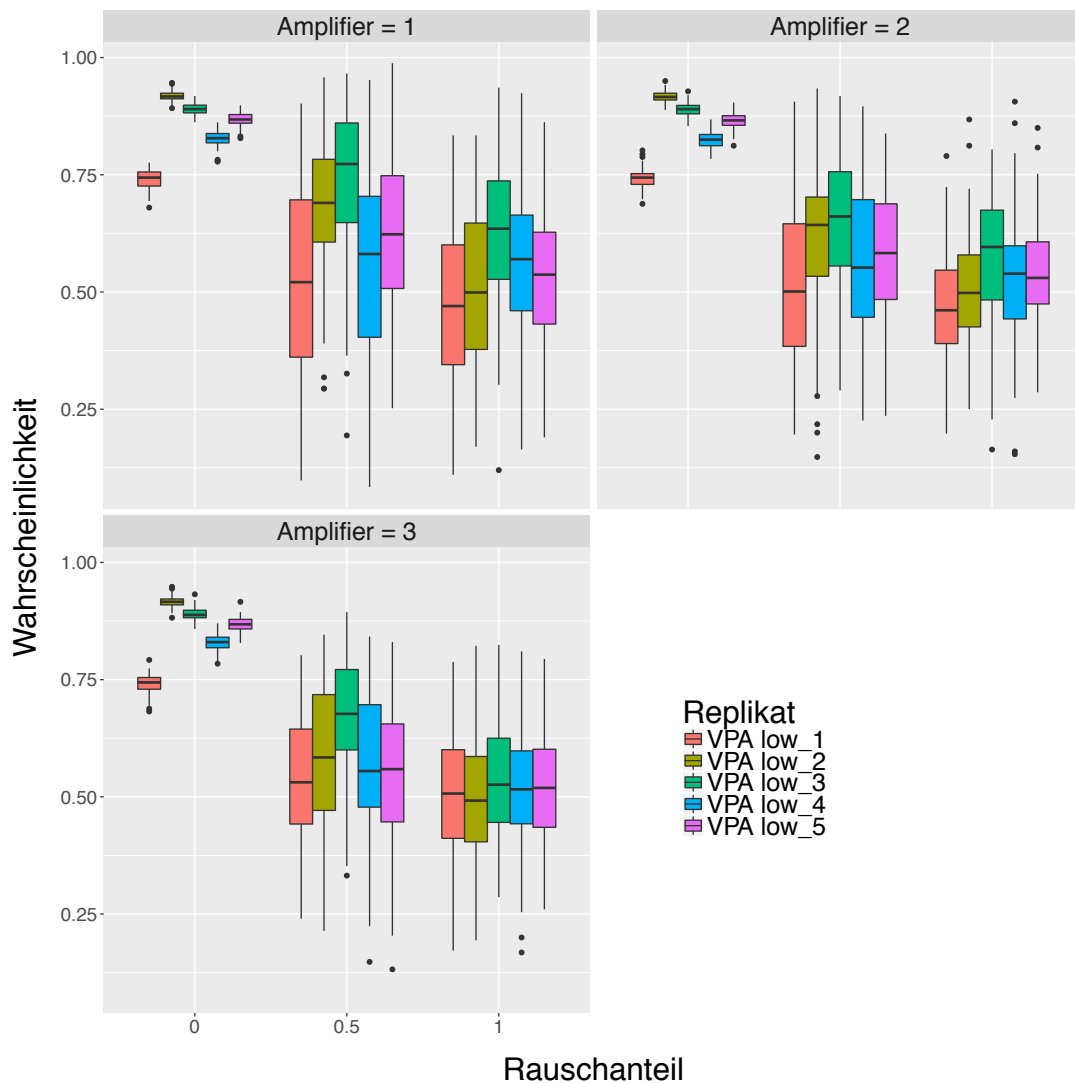 Amplifier = 1
Amplifier = 2
1.00
0.75
0.50
0.25
Wahrscheinlichkeit
Amplifier = 3
1.00
0.75
0.50
0.25
0
0.5
1
Rauschanteil
Replikat
VPA low_1
VPA low_2
VPA low_3
VPA low_4
VPA low_5